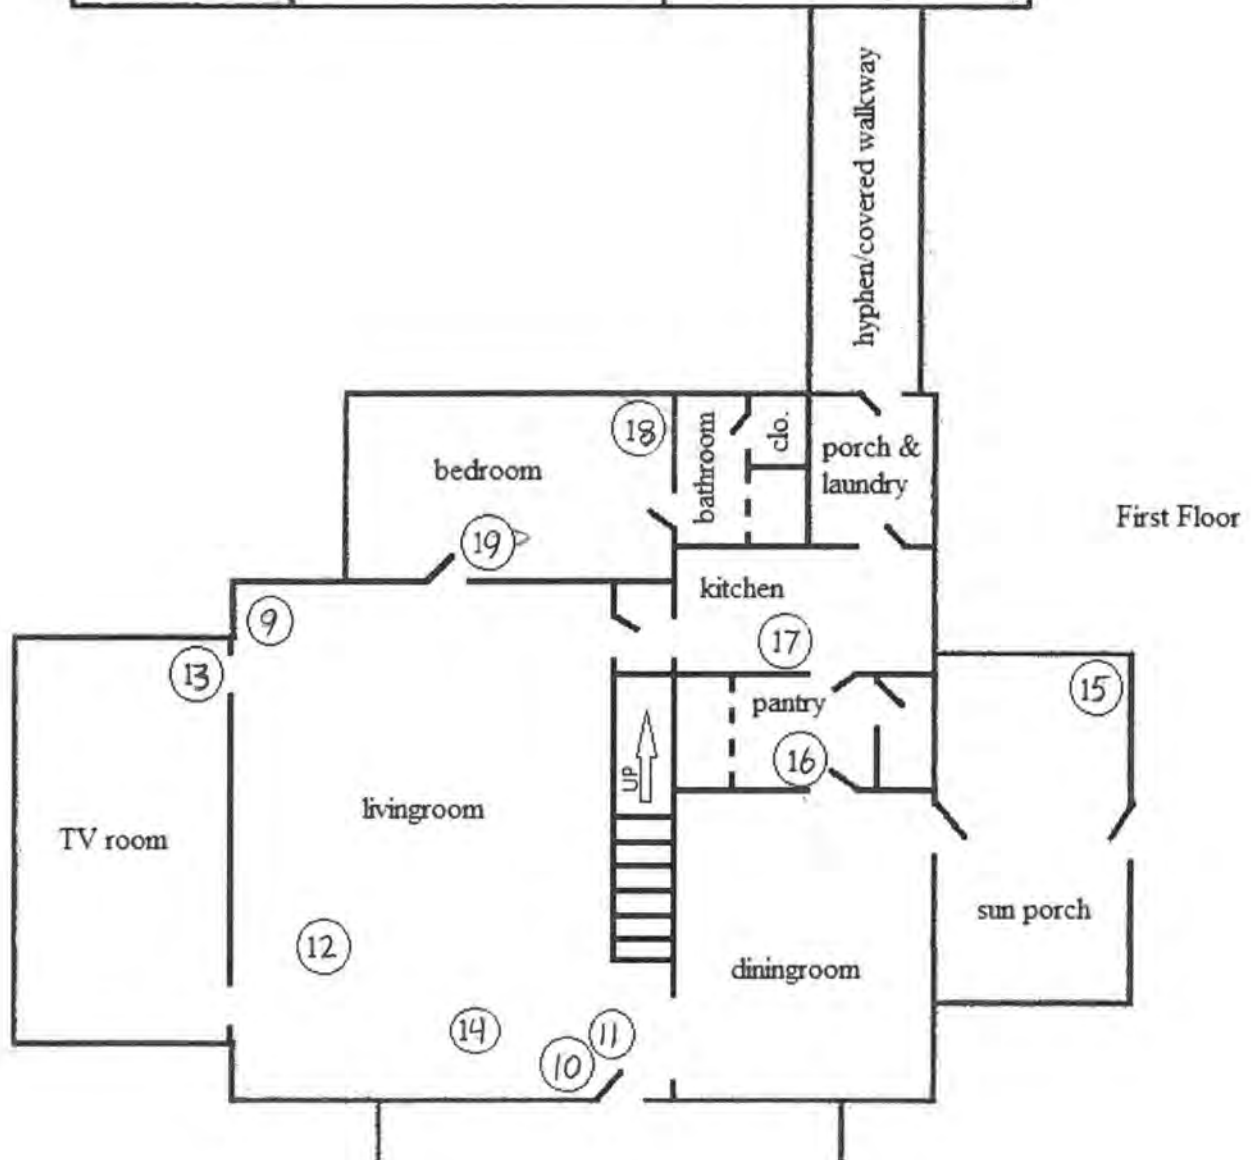 hyphen/covered walkway
18
bathroom
clo.
porch &
laundry
bedroom
First Floor
19
kitchen
9
17
13
15
pantry
16
UP
livingroom
TV room
sun porch
12
diningroom
14
11
10